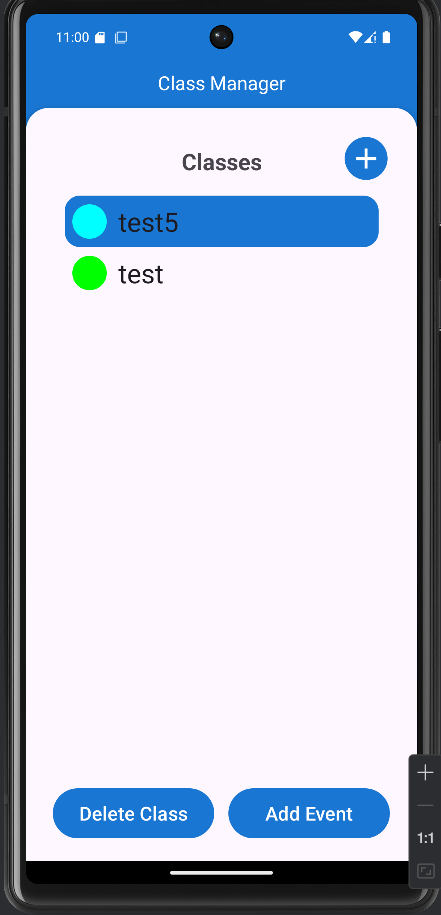 11:00
Class Manager
Classes
test5
test
Delete Class
Add Event
1:1